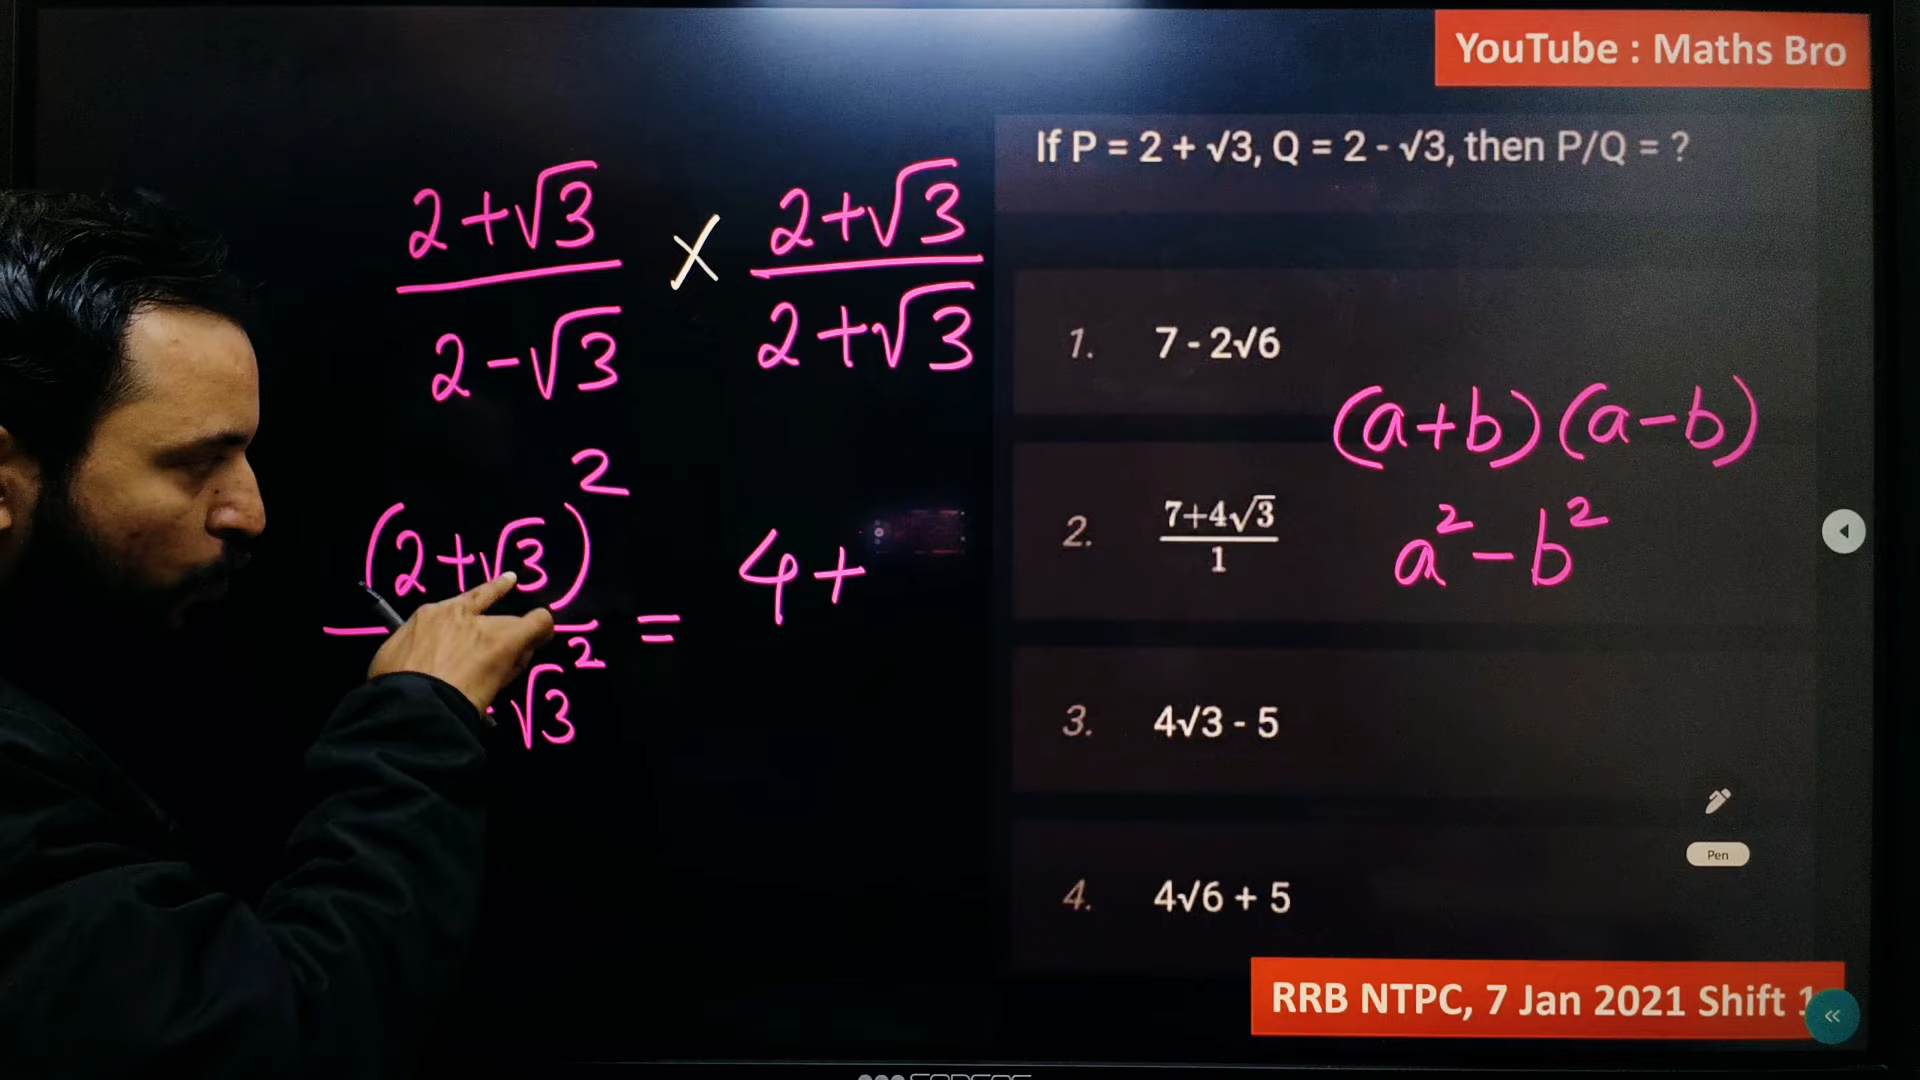 YouTube : Maths Bro
If P = 2 + √3, Q = 2 - √3, then P/Q = ?
2+√3 × 2+√3
2-√3 2+√3
1. 7 - 2√6
(a+b)(a-b)
2. 7+4√3
1
a²-b²
(2+√3)² = 4+
√3²
3. 4√3 - 5
Pen
4. 4√6 + 5
RRB NTPC, 7 Jan 2021 Shift 1